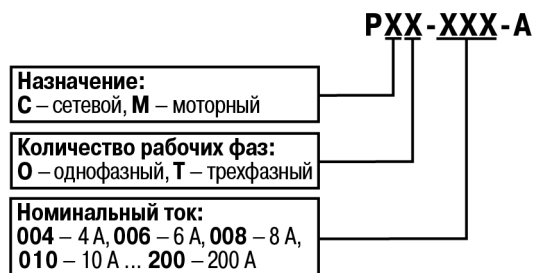 РХХ-ХХХ-А
Назначение:
С – сетевой, М – моторный
Количество рабочих фаз:
О – однофазный, Т – трехфазный
Номинальный ток:
004 – 4 А, 006 – 6 А, 008 – 8 А,
010 – 10 А ... 200 – 200 А